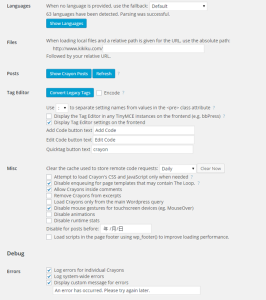 Languages
When no language is provided, use the fallback: Default
63 languages have been detected. Parsing was successful.
Show Languages
Files
When loading local files and a relative path is given for the URL, use the absolute path:
http://www.kikiku.com/
Followed by your relative URL.
Posts
Show Crayon Posts Refresh ?
Tag Editor
Convert Legacy Tags Encode ?
Use : to separate setting names from values in the <pre> class attribute ?
Display the Tag Editor in any TinyMCE instances on the frontend (e.g. bbPress) ?
Display Tag Editor settings on the frontend
Add Code button text Add Code
Edit Code button text Edit Code
Quicktag button text crayon
Misc
Clear the cache used to store remote code requests: Daily Clear Now
Attempt to load Crayon's CSS and JavaScript only when needed ?
Disable enqueuing for page templates that may contain The Loop. ?
Allow Crayons inside comments
Remove Crayons from excerpts
Load Crayons only from the main Wordpress query
Disable mouse gestures for touchscreen devices (eg. MouseOver)
Disable animations
Disable runtime stats
Disable for posts before: 年 /月/日
Load scripts in the page footer using wp_footer() to improve loading performance.
Debug
Errors
Log errors for individual Crayons
Log system-wide errors
Display custom message for errors
An error has occurred. Please try again later.